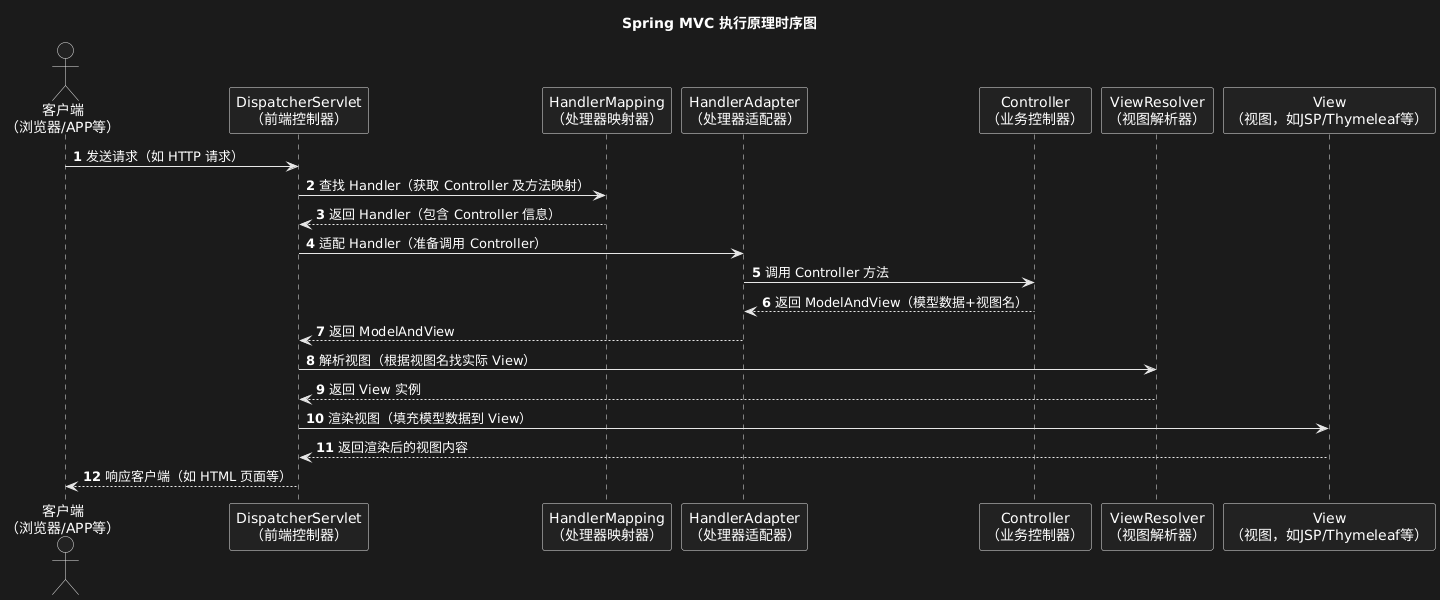 Spring MVC 执行原理时序图
客户端
（浏览器/APP等）
DispatcherServlet
（前端控制器）
HandlerMapping
（处理器映射器）
HandlerAdapter
（处理器适配器）
Controller
（业务控制器）
ViewResolver
（视图解析器）
View
（视图，如JSP/Thymeleaf等）
1 发送请求（如 HTTP 请求）
2 查找 Handler（获取 Controller 及方法映射）
3 返回 Handler（包含 Controller 信息）
4 适配 Handler（准备调用 Controller）
5 调用 Controller 方法
6 返回 ModelAndView（模型数据+视图名）
7 返回 ModelAndView
8 解析视图（根据视图名找实际 View）
9 返回 View 实例
10 渲染视图（填充模型数据到 View）
11 返回渲染后的视图内容
12 响应客户端（如 HTML 页面等）
客户端
（浏览器/APP等）
DispatcherServlet
（前端控制器）
HandlerMapping
（处理器映射器）
HandlerAdapter
（处理器适配器）
Controller
（业务控制器）
ViewResolver
（视图解析器）
View
（视图，如JSP/Thymeleaf等）